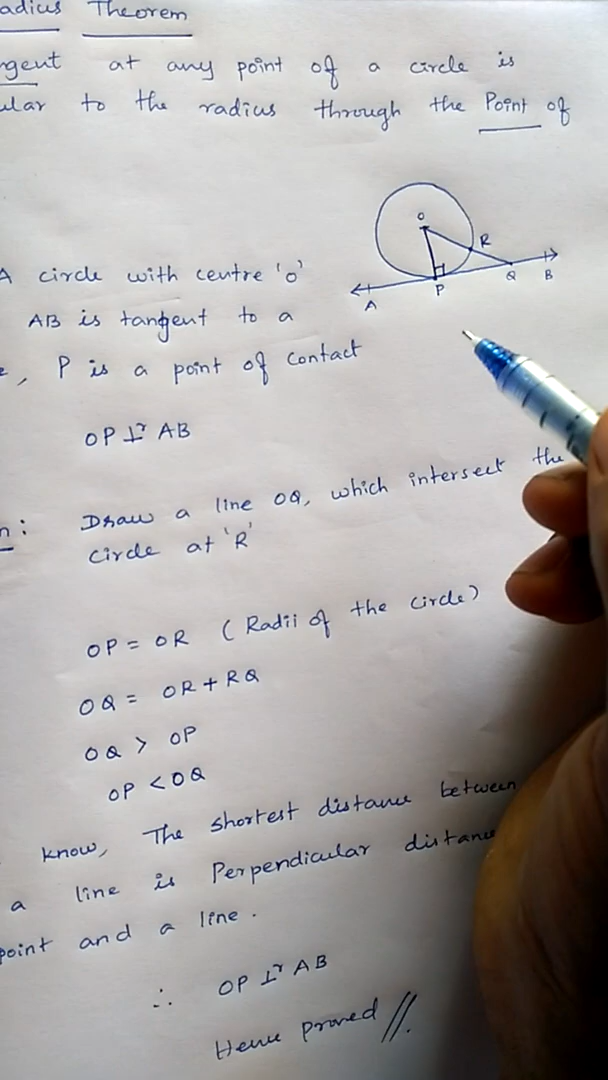 adius Theorem
gent at any point of a circle is
ular to the radius through the Point of
O
R
A
P
Q
B
A circle with centre 'O'
AB is tangent to a
e, P is a point of contact
OP ⊥r AB
n: Draw a line OQ, which intersect the
circle at 'R'
OP = OR (Radii of the circle)
OQ = OR + RQ
OQ > OP
OP < OQ
know, The shortest distance between
a line is Perpendicular distance
point and a line.
∴ OP ⊥r AB
Hence proved //.